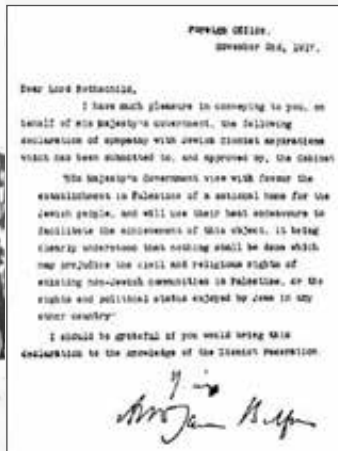 Foreign Office,
November 2nd, 1917.
Dear Lord Rothschild,
I have much pleasure in conveying to you, on
behalf of His Majesty's Government, the following
declaration of sympathy with Jewish Zionist aspirations
which has been submitted to, and approved by, the Cabinet
"His Majesty's Government view with favour the
establishment in Palestine of a national home for the
Jewish people, and will use their best endeavours to
facilitate the achievement of this object, it being
clearly understood that nothing shall be done which
may prejudice the civil and religious rights of
existing non-Jewish communities in Palestine, or the
rights and political status enjoyed by Jews in any
other country"
I should be grateful if you would bring this
declaration to the knowledge of the Zionist Federation.